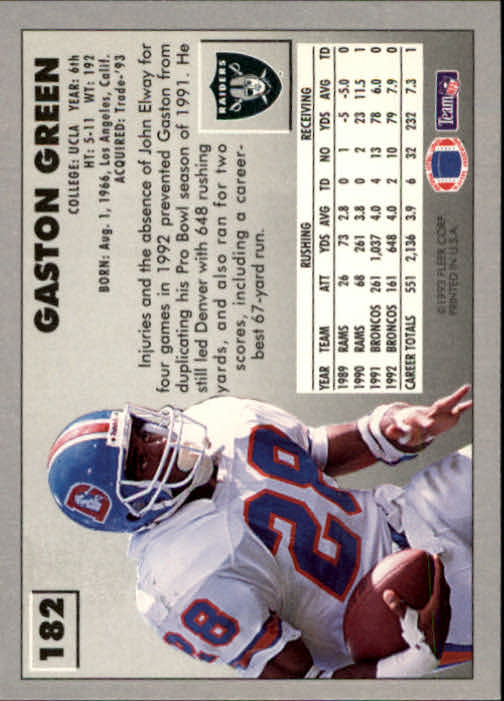 182
GASTON GREEN
COLLEGE: UCLA YEAR: 6th
HT: 5-11 WT: 192
BORN: Aug. 1, 1966, Los Angeles, Calif.
ACQUIRED: Trade-'93
Injuries and the absence of John Elway for
four games in 1992 prevented Gaston from
duplicating his Pro Bowl season of 1991. He
still led Denver with 648 rushing
yards, and also ran for two
scores, including a career-
best 67-yard run.
RAIDERS
D
28
28
RUSHING RECEIVING
YEAR TEAM ATT YDS AVG TD NO YDS AVG TD
1989 RAMS 26 73 2.8 0 1 -5 -5.0 0
1990 RAMS 68 261 3.8 0 2 23 11.5 1
1991 BRONCOS 261 1,037 4.0 4 13 78 6.0 0
1992 BRONCOS 161 648 4.0 2 10 79 7.9 0
CAREER TOTALS 551 2,136 3.9 6 32 232 7.3 1
©1993 FLEER CORP.
PRINTED IN U.S.A.
Team NFL